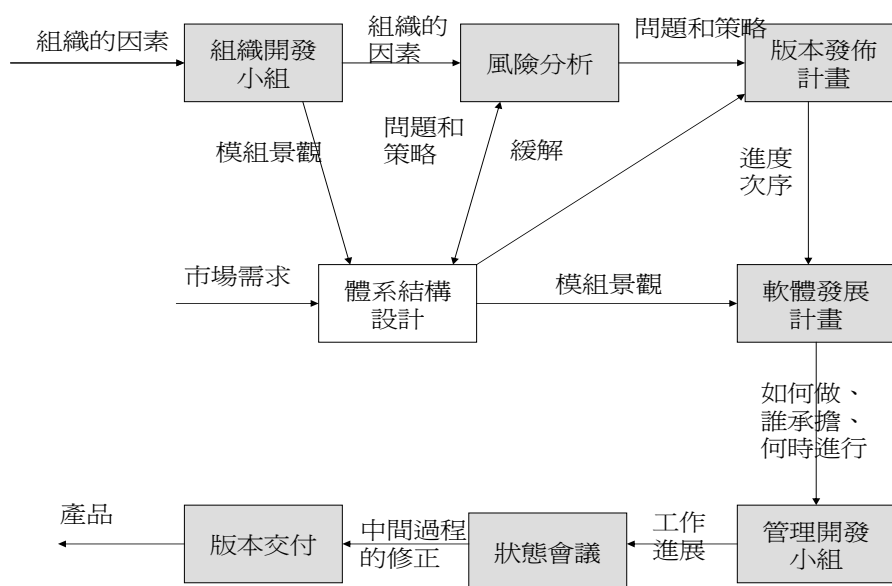 組織的因素
組織開發
小組
組織的
因素
風險分析
問題和策略
版本發佈
計畫
模組景觀
問題和
策略
緩解
進度
次序
市場需求
體系結構
設計
模組景觀
軟體發展
計畫
如何做、
誰承擔、
何時進行
產品
版本交付
中間過程
的修正
狀態會議
工作
進展
管理開發
小組